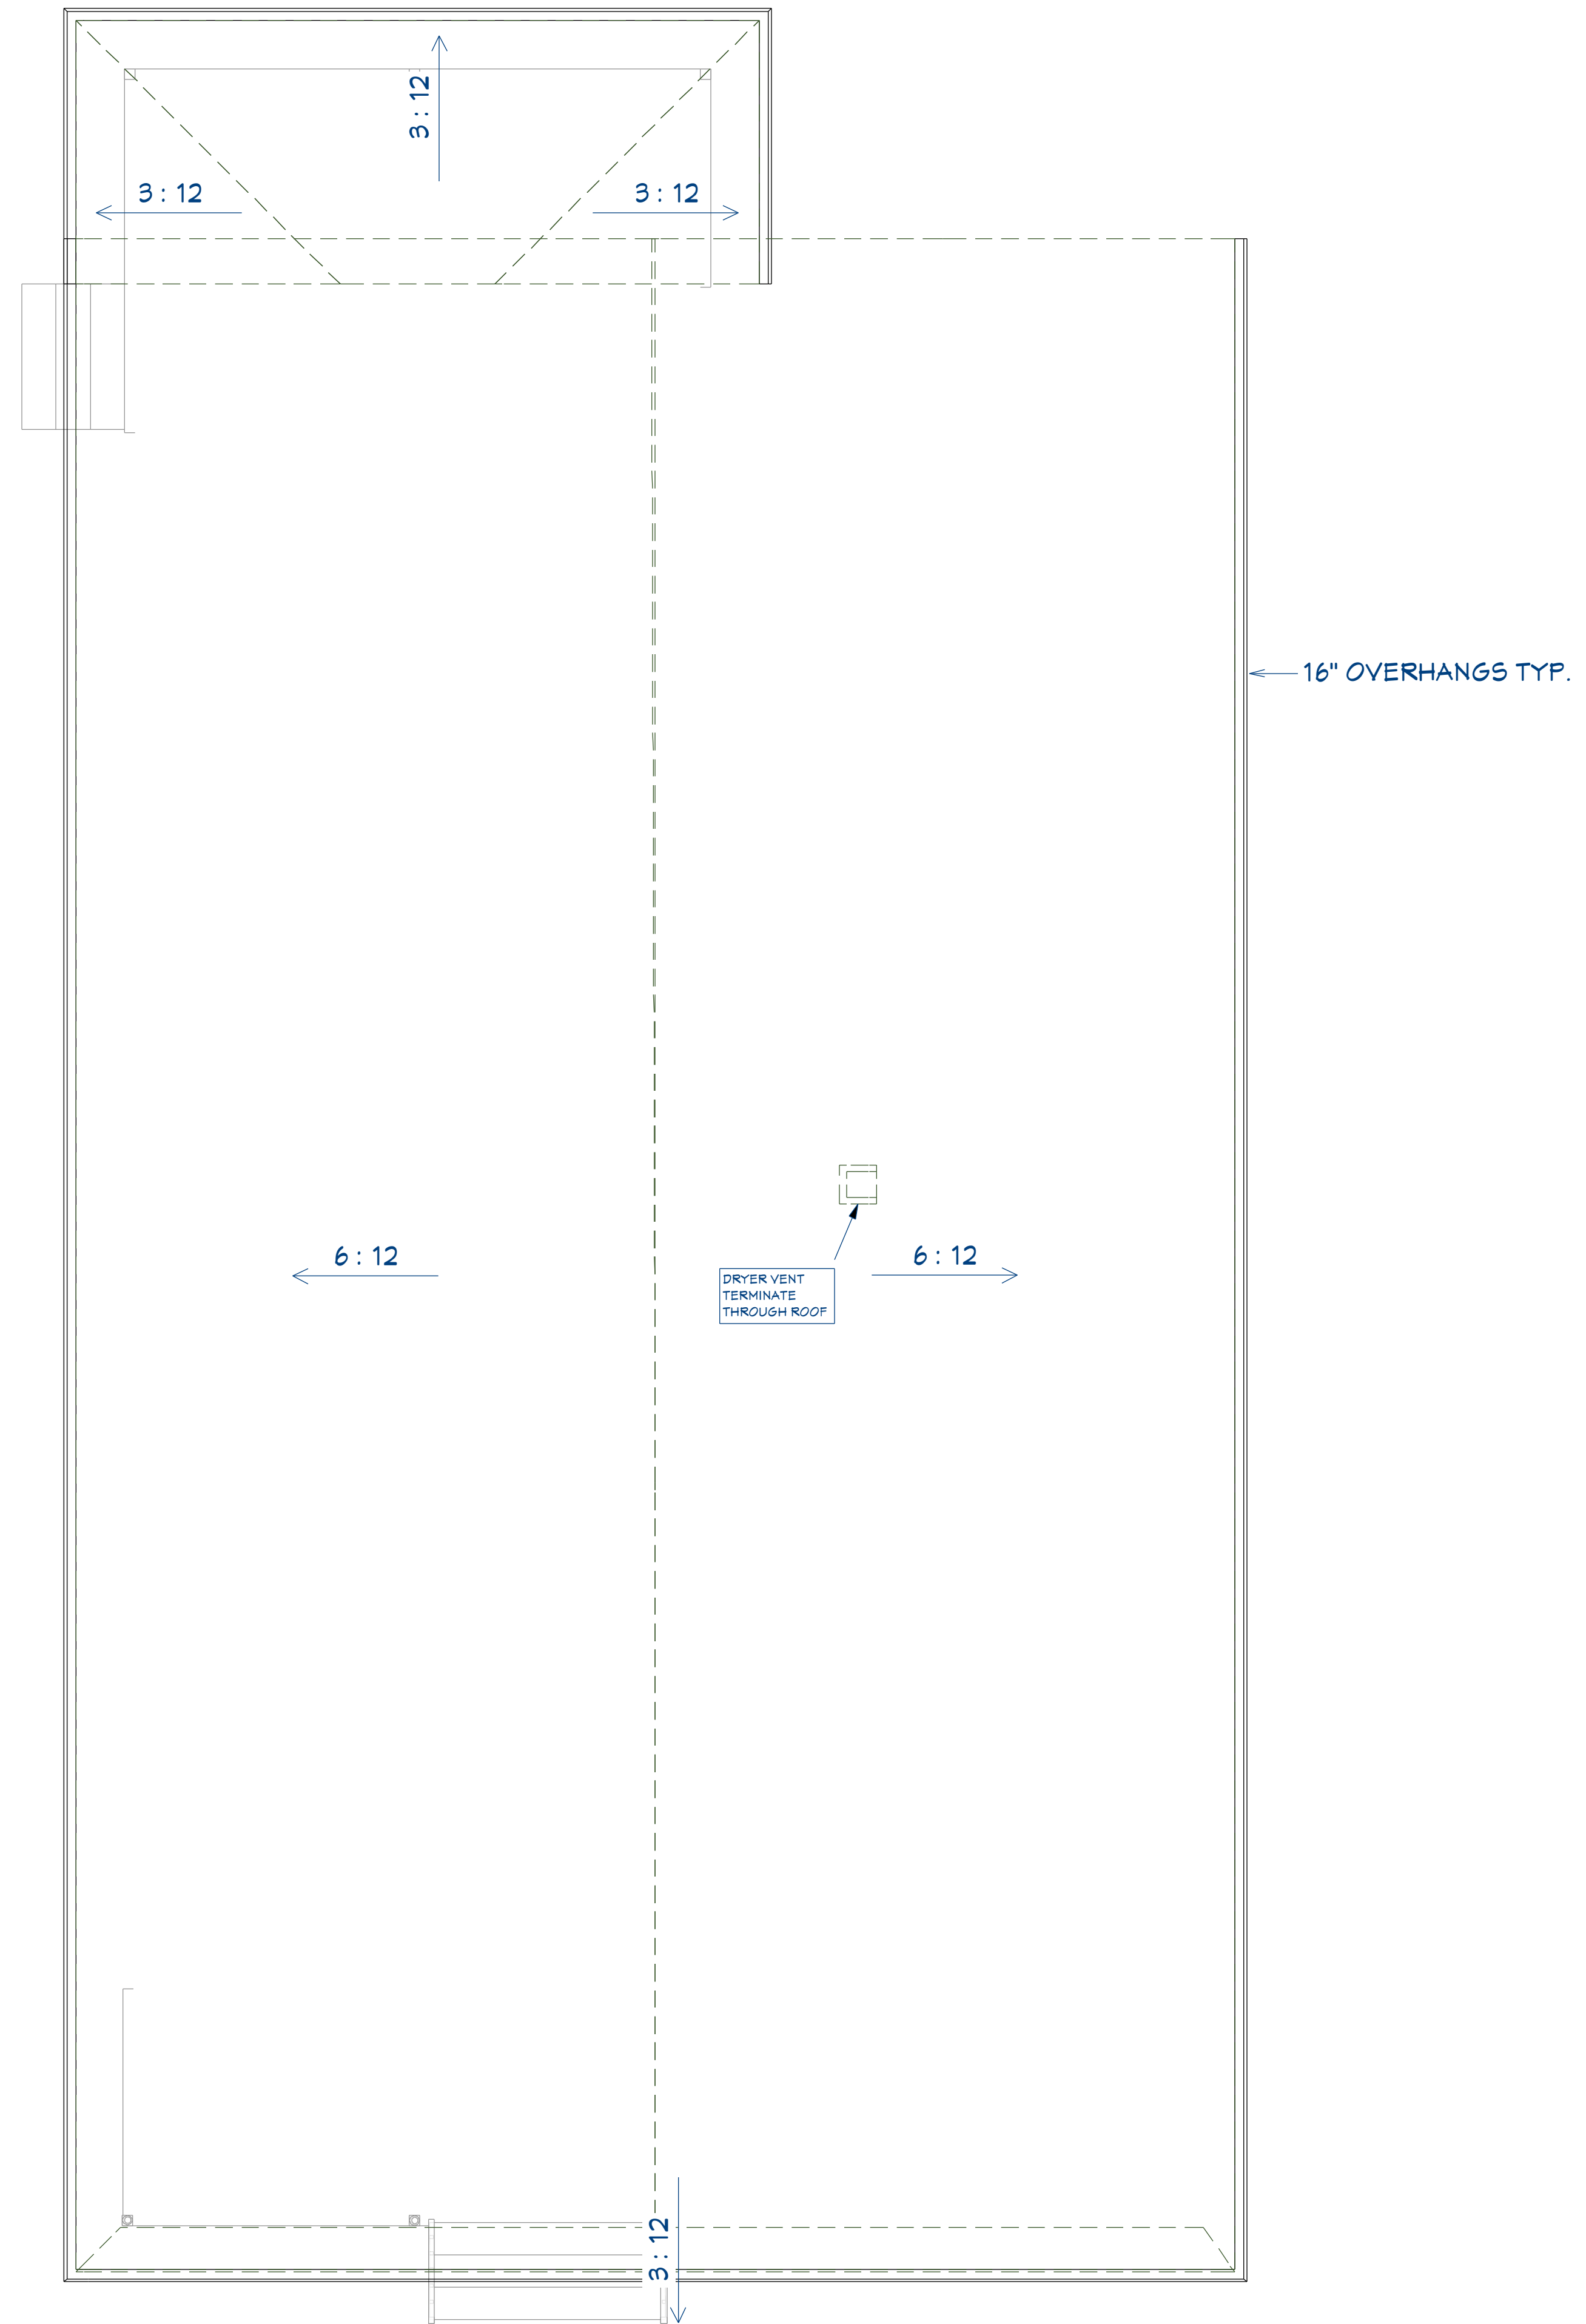 3 : 12
3 : 12
3 : 12
16" OVERHANGS TYP.
6 : 12
6 : 12
DRYER VENT
TERMINATE
THROUGH ROOF
3 : 12